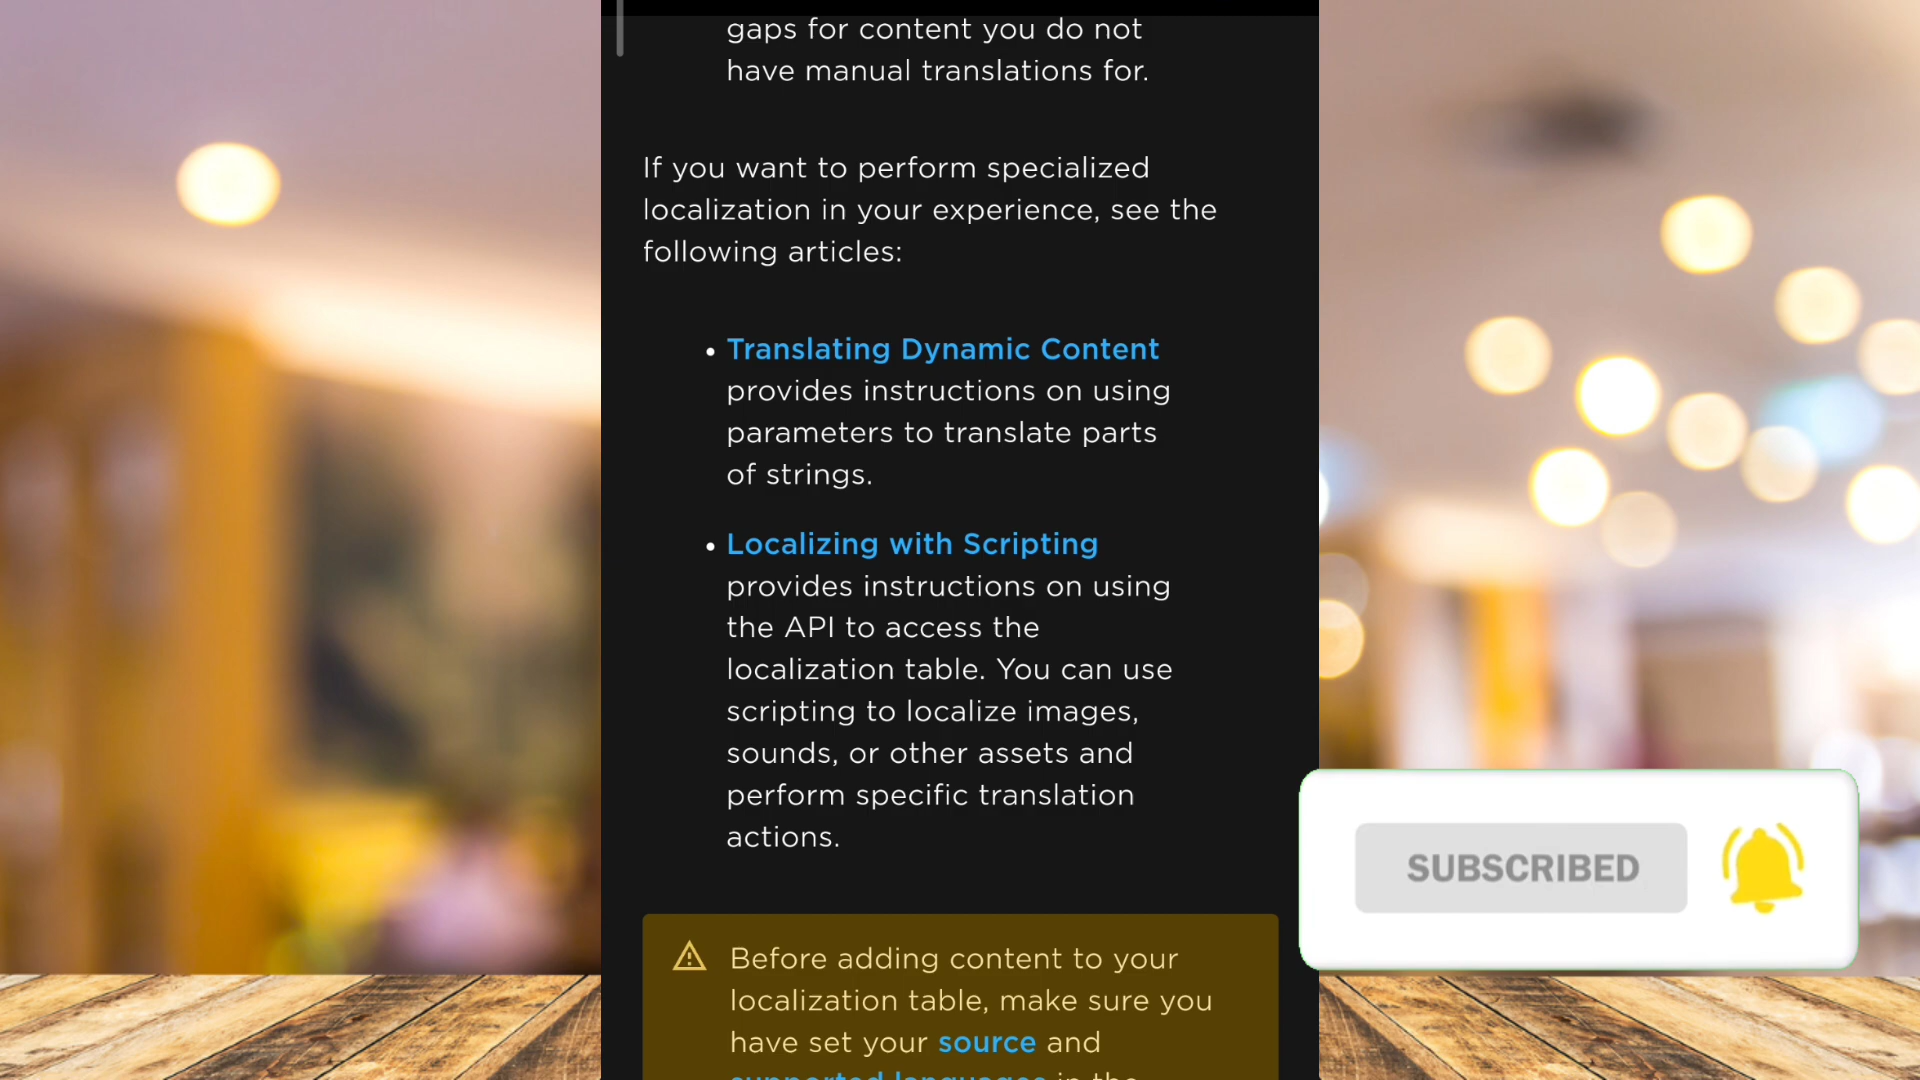 gaps for content you do not
have manual translations for.
If you want to perform specialized
localization in your experience, see the
following articles:
• Translating Dynamic Content
provides instructions on using
parameters to translate parts
of strings.
• Localizing with Scripting
provides instructions on using
the API to access the
localization table. You can use
scripting to localize images,
sounds, or other assets and
perform specific translation
actions.
Before adding content to your
localization table, make sure you
have set your source and
supported languages in the
SUBSCRIBED